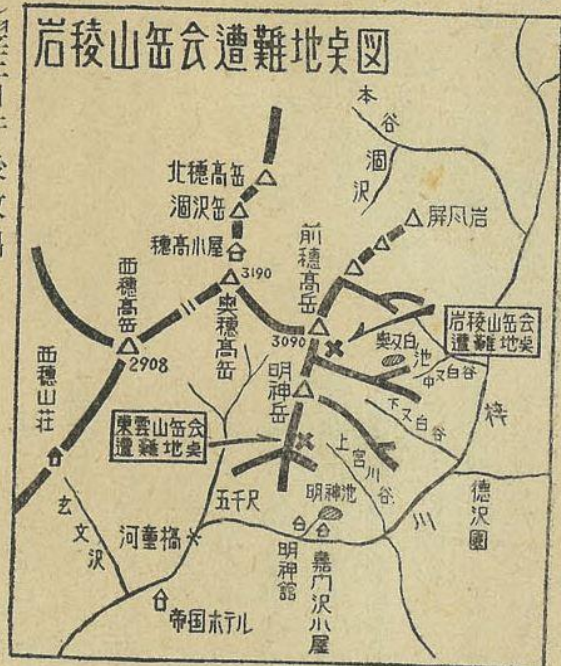 岩稜山岳会遭難地点図
本谷
涸沢
北穂高岳
涸沢岳
穂高小屋
屏風岩
前穂高岳
西穂高岳
3190
奥穂高岳
岩稜山岳会
遭難地点
3090
奥又白
池
中又白谷
2908
明神岳
下又白谷
西穂山荘
東雲山岳会
遭難地点
上宮川谷
梓川
徳沢園
五千尺
明神池
玄文沢
河童橋
明神館
嘉門沢小屋
帝国ホテル